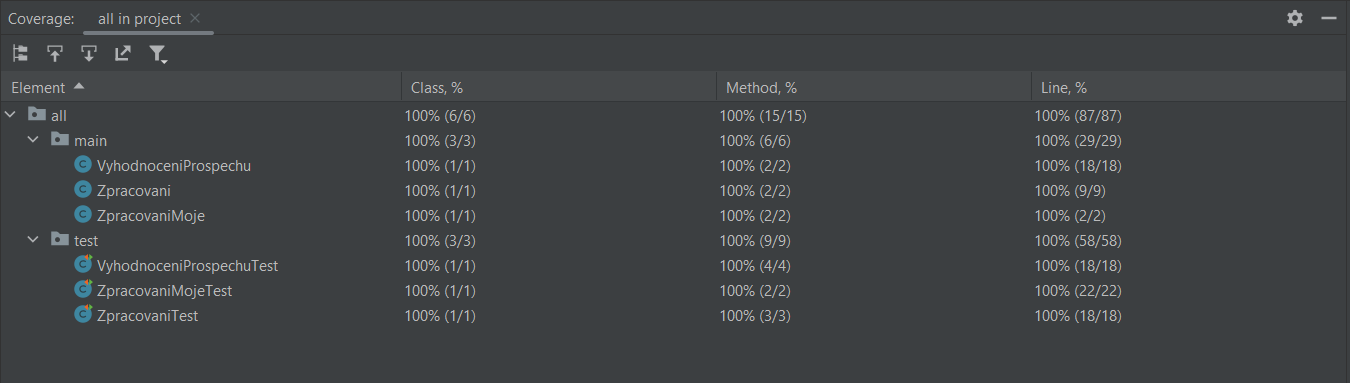 Coverage: all in project
Element Class, % Method, % Line, %
all 100% (6/6) 100% (15/15) 100% (87/87)
main 100% (3/3) 100% (6/6) 100% (29/29)
VyhodnoceniProspechu 100% (1/1) 100% (2/2) 100% (18/18)
Zpracovani 100% (1/1) 100% (2/2) 100% (9/9)
ZpracovaniMoje 100% (1/1) 100% (2/2) 100% (2/2)
test 100% (3/3) 100% (9/9) 100% (58/58)
VyhodnoceniProspechuTest 100% (1/1) 100% (4/4) 100% (18/18)
ZpracovaniMojeTest 100% (1/1) 100% (2/2) 100% (22/22)
ZpracovaniTest 100% (1/1) 100% (3/3) 100% (18/18)